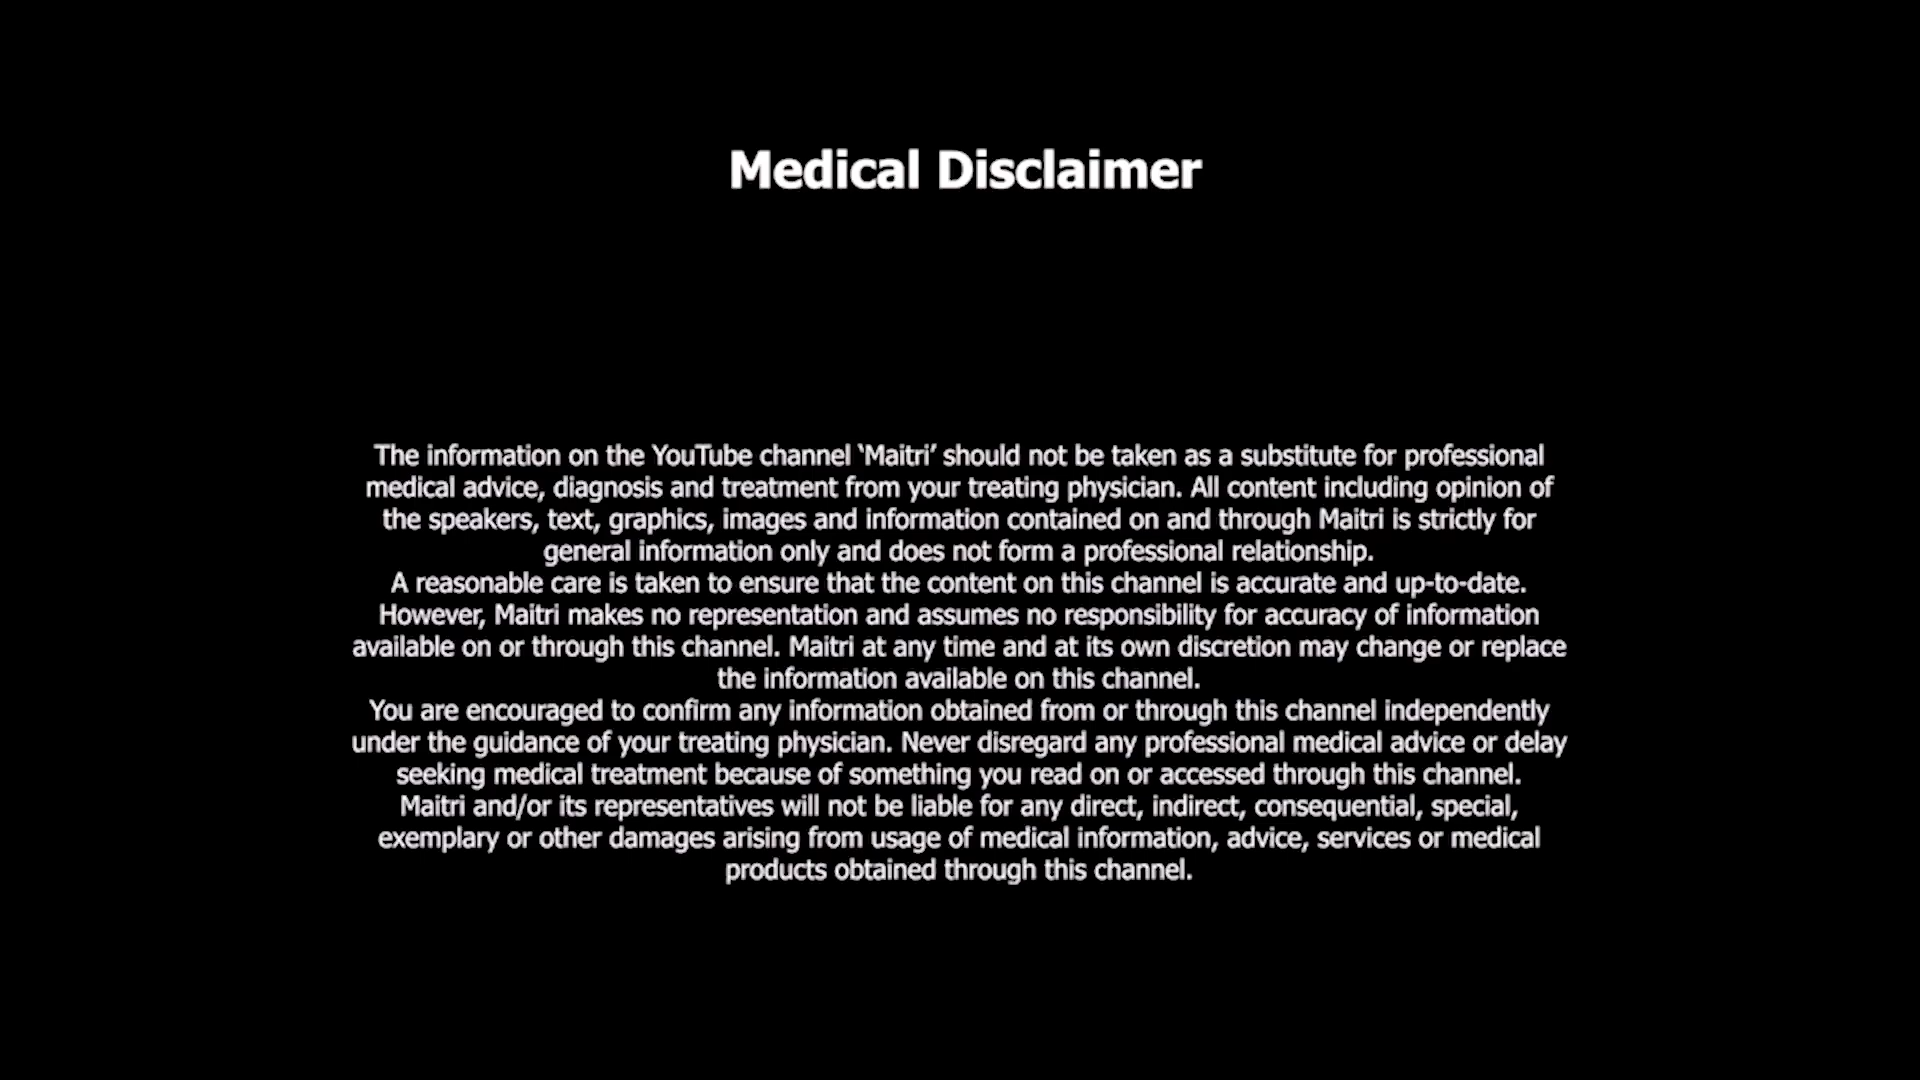 Medical Disclaimer
The information on the YouTube channel ‘Maitri’ should not be taken as a substitute for professional
medical advice, diagnosis and treatment from your treating physician. All content including opinion of
the speakers, text, graphics, images and information contained on and through Maitri is strictly for
general information only and does not form a professional relationship.
A reasonable care is taken to ensure that the content on this channel is accurate and up-to-date.
However, Maitri makes no representation and assumes no responsibility for accuracy of information
available on or through this channel. Maitri at any time and at its own discretion may change or replace
the information available on this channel.
You are encouraged to confirm any information obtained from or through this channel independently
under the guidance of your treating physician. Never disregard any professional medical advice or delay
seeking medical treatment because of something you read on or accessed through this channel.
Maitri and/or its representatives will not be liable for any direct, indirect, consequential, special,
exemplary or other damages arising from usage of medical information, advice, services or medical
products obtained through this channel.